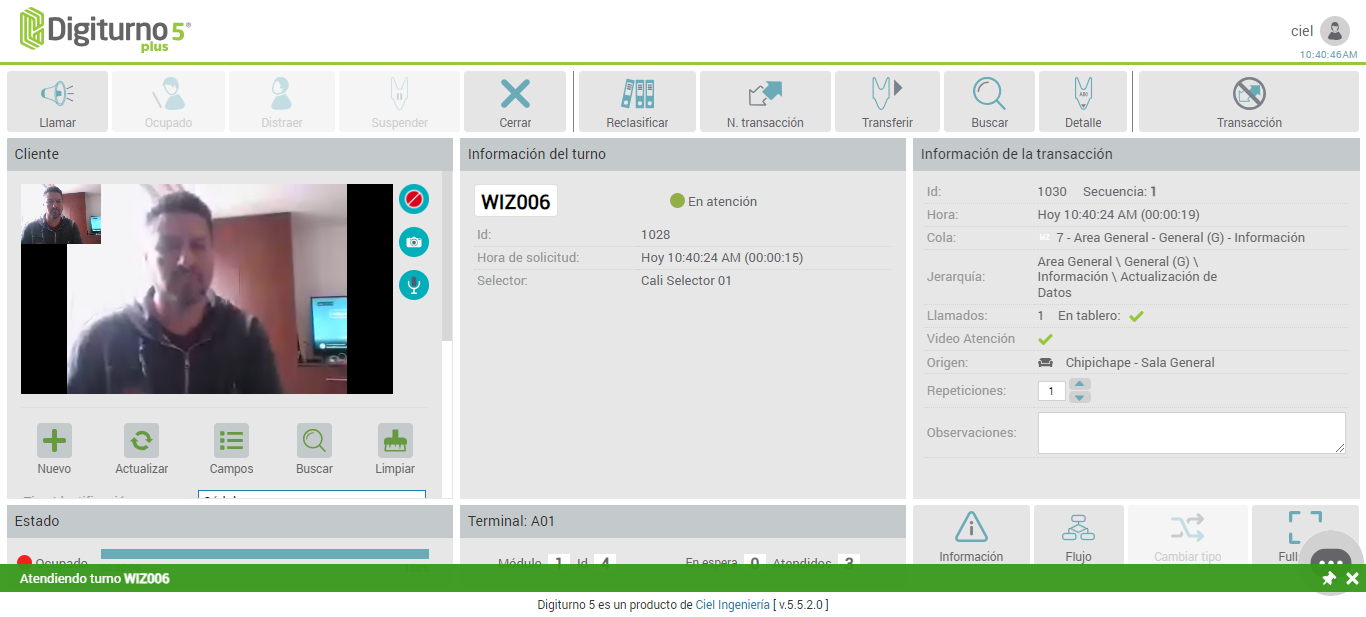 Digiturno 5®
plus
ciel
10:40:46AM
Llamar
Ocupado
Distraer
Suspender
Cerrar
Reclasificar
N. transacción
Transferir
Buscar
Detalle
Transacción
Cliente
Nuevo
Actualizar
Campos
Buscar
Limpiar
Información del turno
WIZ006
En atención
Id: 1028
Hora de solicitud: Hoy 10:40:24 AM (00:00:15)
Selector: Cali Selector 01
Información de la transacción
Id: 1030 Secuencia: 1
Hora: Hoy 10:40:24 AM (00:00:19)
Cola: 7 - Area General - General (G) - Información
Jerarquía: Area General \ General (G) \
Información \ Actualización de
Datos
Llamados: 1 En tablero:
Video Atención
Origen: Chipichape - Sala General
Repeticiones: 1
Observaciones:
Estado
Ocupado
Terminal: A01
Módulo 1 Id 4 En espera 0 Atendidos 3
Información
Flujo
Cambiar tipo
Full
Atendiendo turno WIZ006
Digiturno 5 es un producto de Ciel Ingeniería [ v.5.5.2.0 ]